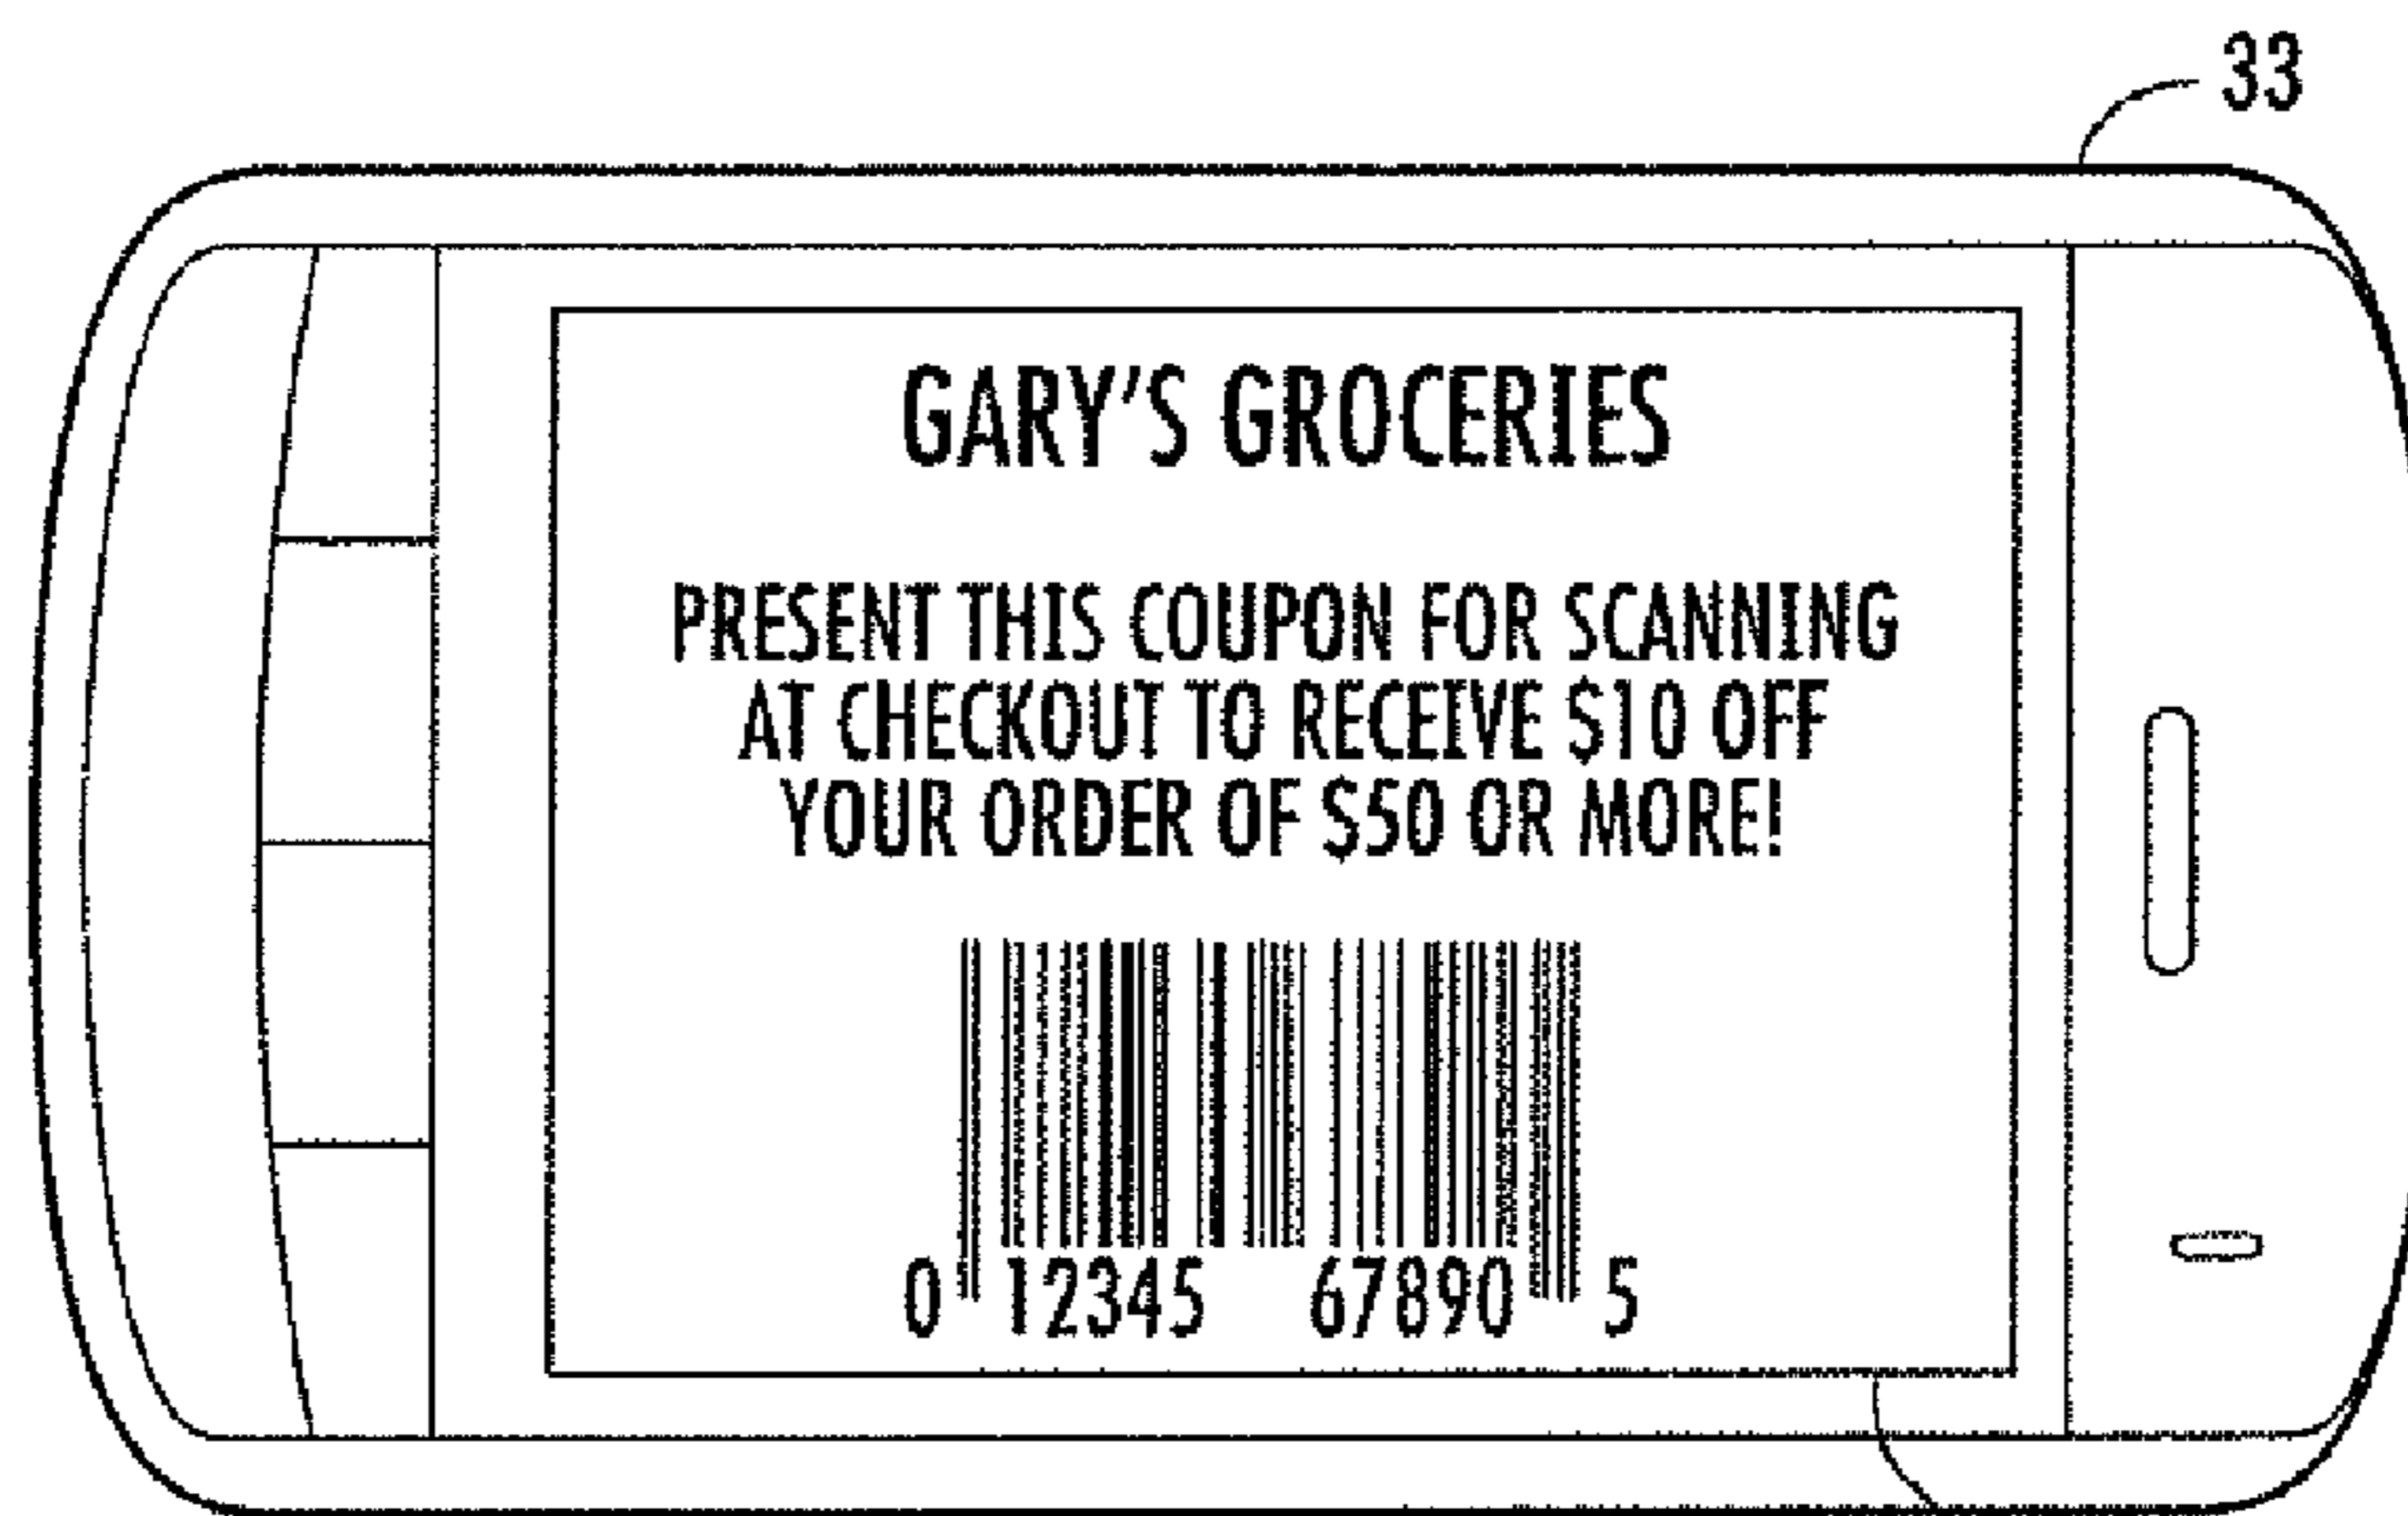 33
GARY'S GROCERIES
PRESENT THIS COUPON FOR SCANNING
AT CHECKOUT TO RECEIVE $10 OFF
YOUR ORDER OF $50 OR MORE!
0 12345 67890 5